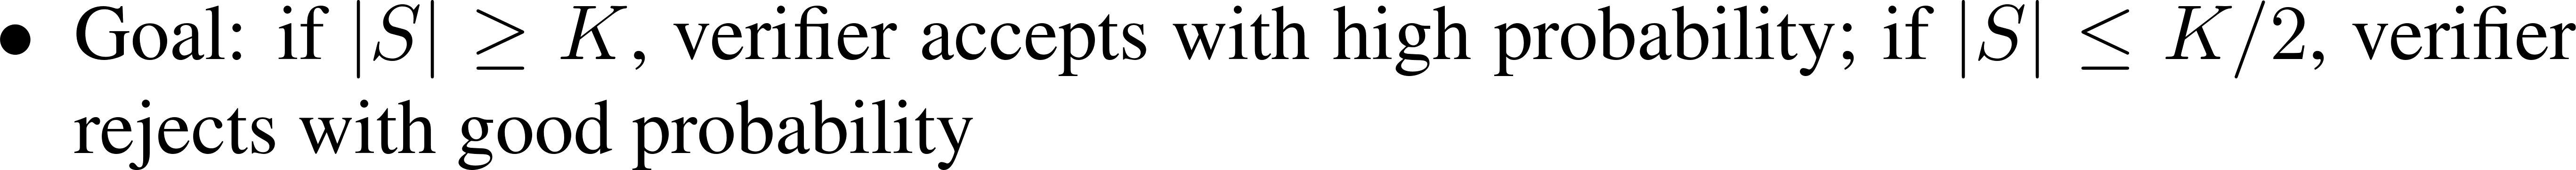 ● Goal: if |S| ≥ K, verifier accepts with high probability; if |S| ≤ K/2, verifier
rejects with good probability